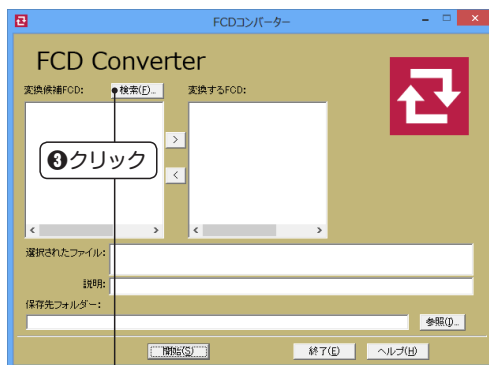 FCDコンバーター
FCD Converter
変換候補FCD: 検索(F)... 変換するFCD:
>
❸クリック
<
選択されたファイル:
説明:
保存先フォルダー:
参照(I)...
開始(S) 終了(E) ヘルプ(H)